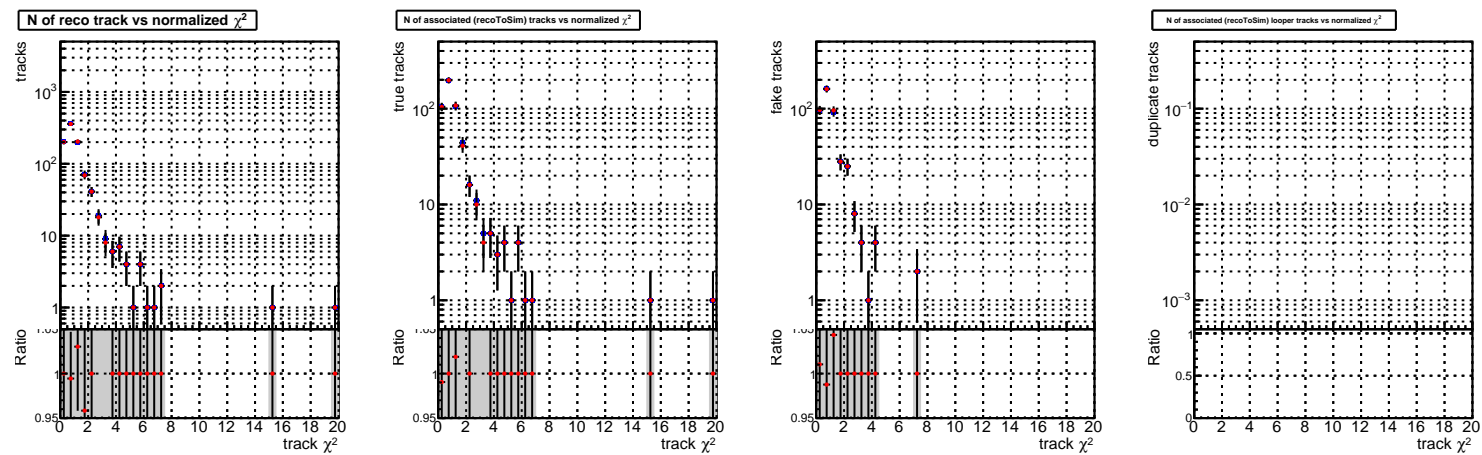 N of reco track vs normalized χ²
tracks
10³
10²
10
1
Ratio
1.05
1
0.95
0 2 4 6 8 10 12 14 16 18 20
track χ²
N of associated (recoToSim) tracks vs normalized χ²
true tracks
10²
10
1
Ratio
1.05
1
0.95
0 2 4 6 8 10 12 14 16 18 20
track χ²
fake tracks
10²
10
1
Ratio
1.05
1
0.95
0 2 4 6 8 10 12 14 16 18 20
track χ²
N of associated (recoToSim) looper tracks vs normalized χ²
duplicate tracks
10⁻¹
10⁻²
10⁻³
Ratio
1
0.5
0
0 2 4 6 8 10 12 14 16 18 20
track χ²